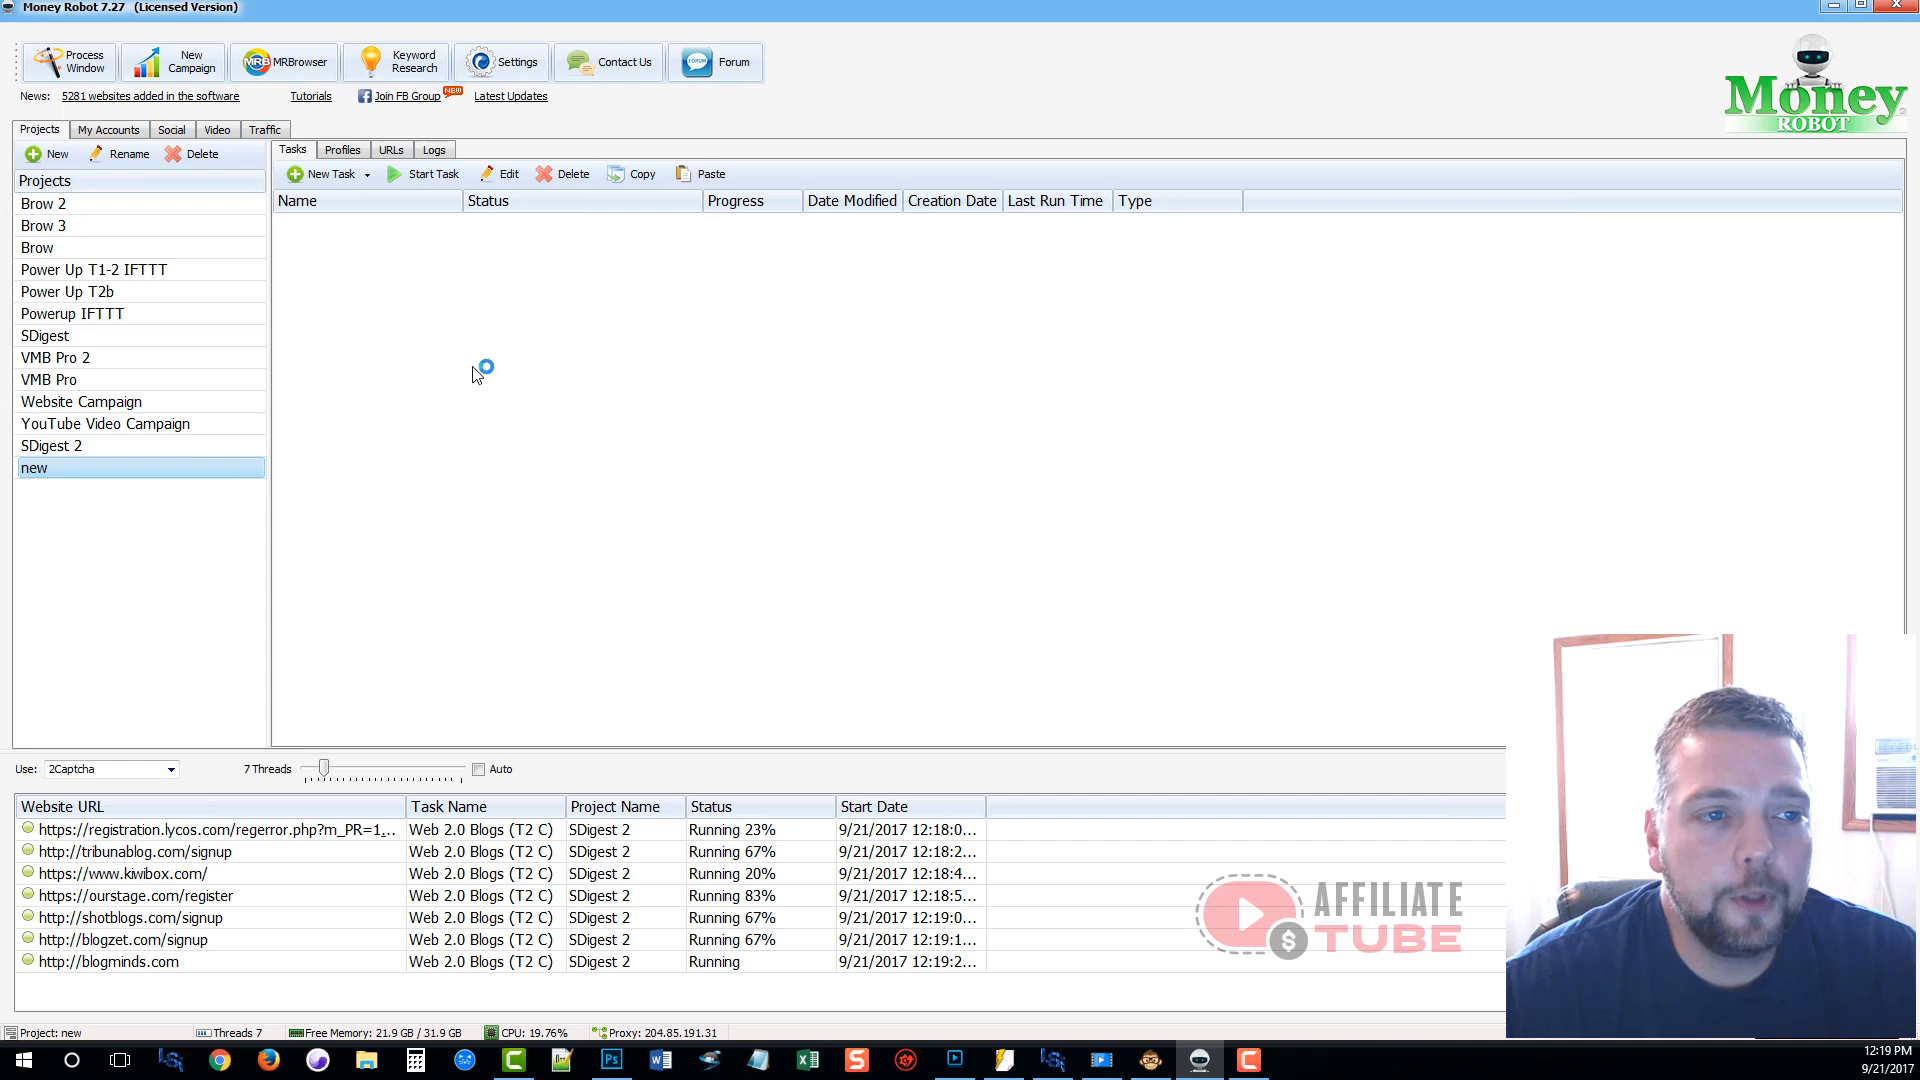 Money Robot 7.27 (Licensed Version)
Process Window
New Campaign
MRB MRBrowser
Keyword Research
Settings
Contact Us
FORUM Forum
News: 5281 websites added in the software Tutorials Join FB Group NEW Latest Updates
Money
ROBOT
Projects My Accounts Social Video Traffic
New Rename Delete
Tasks Profiles URLs Logs
New Task Start Task Edit Delete Copy Paste
Projects
Name Status Progress Date Modified Creation Date Last Run Time Type
Brow 2
Brow 3
Brow
Power Up T1-2 IFTTT
Power Up T2b
Powerup IFTTT
SDigest
VMB Pro 2
VMB Pro
Website Campaign
YouTube Video Campaign
SDigest 2
new
Use: 2Captcha 7 Threads Auto
Website URL Task Name Project Name Status Start Date
https://registration.lycos.com/regerror.php?m_PR=1,... Web 2.0 Blogs (T2 C) SDigest 2 Running 23% 9/21/2017 12:18:0...
http://tribunablog.com/signup Web 2.0 Blogs (T2 C) SDigest 2 Running 67% 9/21/2017 12:18:2...
https://www.kiwibox.com/ Web 2.0 Blogs (T2 C) SDigest 2 Running 20% 9/21/2017 12:18:4...
https://ourstage.com/register Web 2.0 Blogs (T2 C) SDigest 2 Running 83% 9/21/2017 12:18:5...
http://shotblogs.com/signup Web 2.0 Blogs (T2 C) SDigest 2 Running 67% 9/21/2017 12:19:0...
http://blogzet.com/signup Web 2.0 Blogs (T2 C) SDigest 2 Running 67% 9/21/2017 12:19:1...
http://blogminds.com Web 2.0 Blogs (T2 C) SDigest 2 Running 9/21/2017 12:19:2...
AFFILIATE
$ TUBE
Project: new Threads 7 Free Memory: 21.9 GB / 31.9 GB CPU: 19.76% Proxy: 204.85.191.31
Ps
12:19 PM
9/21/2017